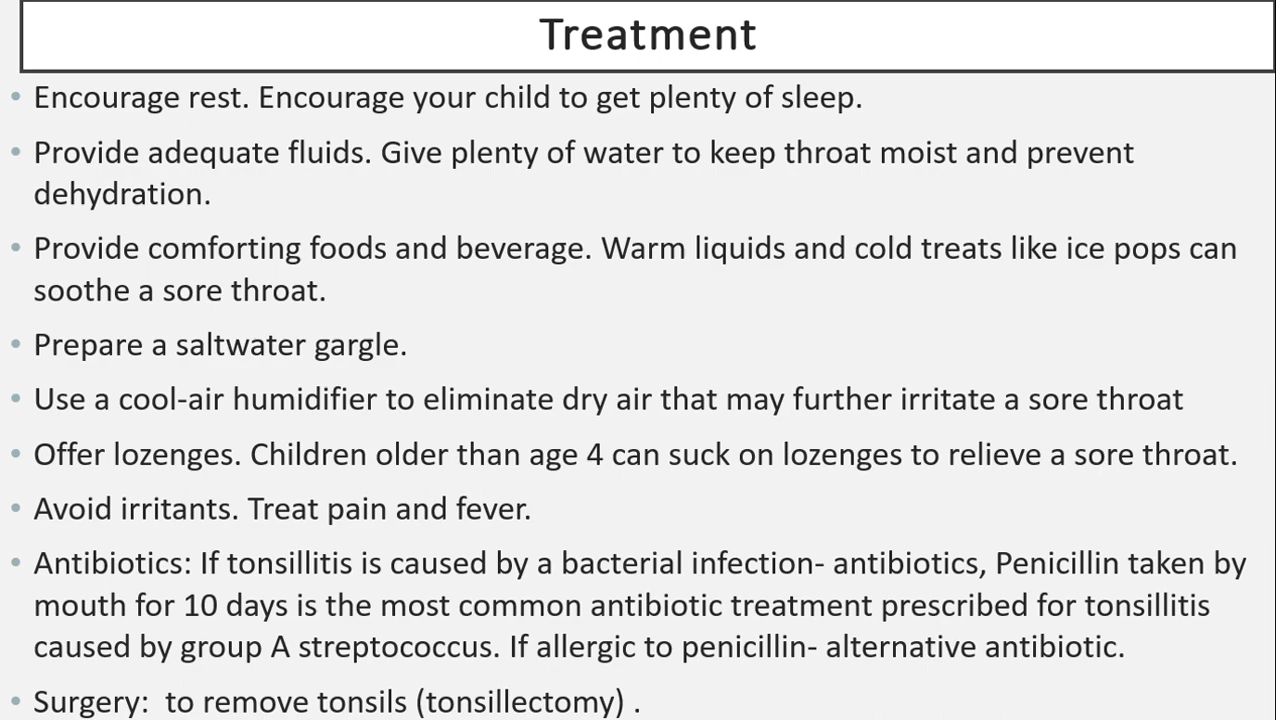 Treatment
• Encourage rest. Encourage your child to get plenty of sleep.
• Provide adequate fluids. Give plenty of water to keep throat moist and prevent
dehydration.
• Provide comforting foods and beverage. Warm liquids and cold treats like ice pops can
soothe a sore throat.
• Prepare a saltwater gargle.
• Use a cool-air humidifier to eliminate dry air that may further irritate a sore throat
• Offer lozenges. Children older than age 4 can suck on lozenges to relieve a sore throat.
• Avoid irritants. Treat pain and fever.
• Antibiotics: If tonsillitis is caused by a bacterial infection- antibiotics, Penicillin taken by
mouth for 10 days is the most common antibiotic treatment prescribed for tonsillitis
caused by group A streptococcus. If allergic to penicillin- alternative antibiotic.
• Surgery:  to remove tonsils (tonsillectomy) .